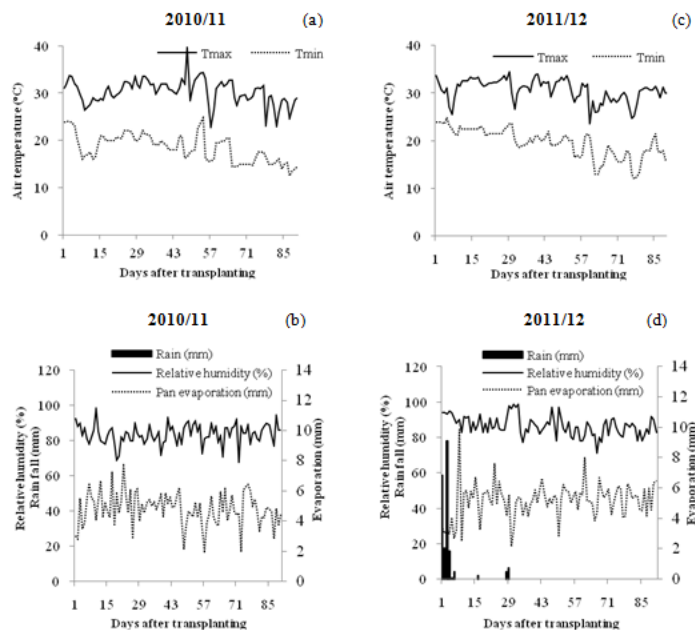 2010/11 (a)
Tmax Tmin
Air temperature (°C)
40
30
20
10
0
1 15 29 43 57 71 85
Days after transplanting
2011/12 (c)
Tmax Tmin
Air temperature (°C)
40
30
20
10
0
1 15 29 43 57 71 85
Days after transplanting
2010/11 (b)
Rain (mm)
Relative humidity (%)
Pan evaporation (mm)
Relative humidity (%)
Rain fall (mm)
120
100
80
60
40
20
0
14
12
10
8
6
4
2
0
Evaporation (mm)
1 15 29 43 57 71 85
Days after transplanting
2011/12 (d)
Rain (mm)
Relative humidity (%)
Pan evaporation (mm)
Relative humidity (%)
Rain fall (mm)
120
100
80
60
40
20
0
14
12
10
8
6
4
2
0
Evaporation (mm)
1 15 29 43 57 71 85
Days after transplanting